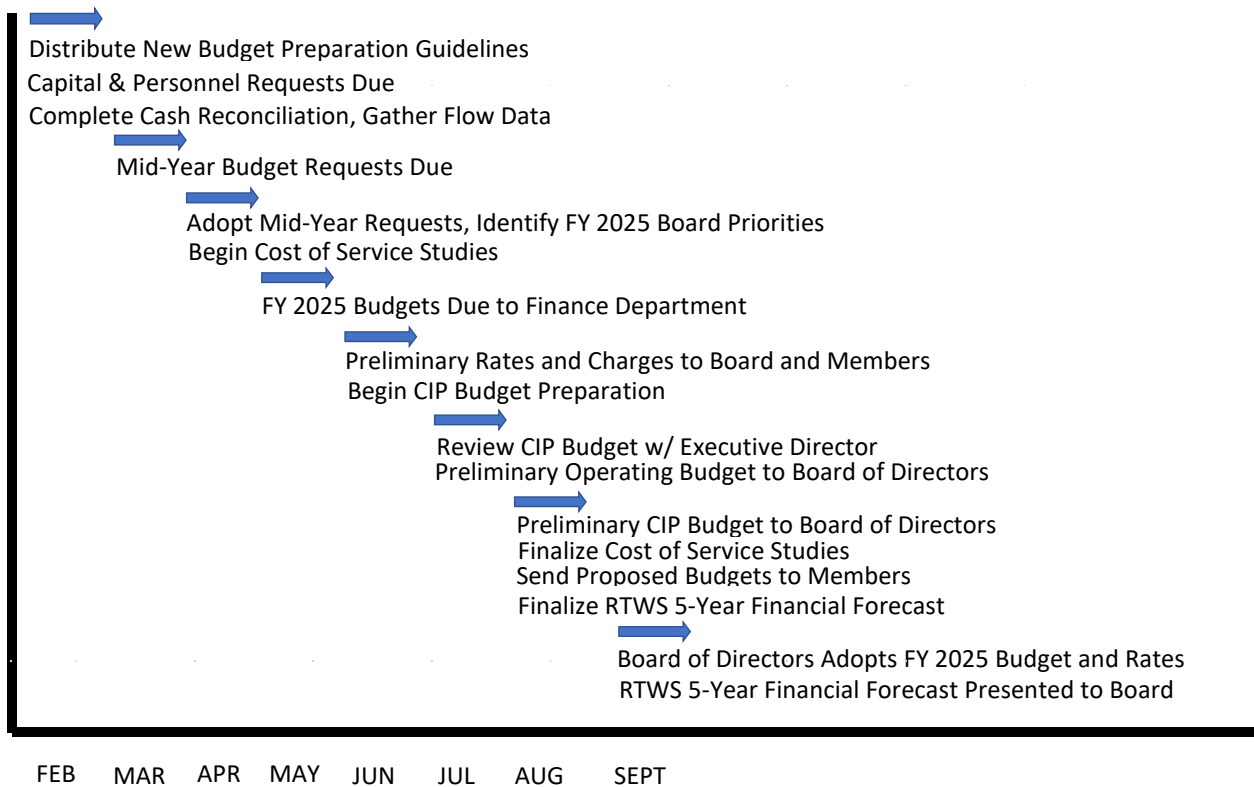 Distribute New Budget Preparation Guidelines
Capital & Personnel Requests Due
Complete Cash Reconciliation, Gather Flow Data
Mid-Year Budget Requests Due
Adopt Mid-Year Requests, Identify FY 2025 Board Priorities
Begin Cost of Service Studies
FY 2025 Budgets Due to Finance Department
Preliminary Rates and Charges to Board and Members
Begin CIP Budget Preparation
Review CIP Budget w/ Executive Director
Preliminary Operating Budget to Board of Directors
Preliminary CIP Budget to Board of Directors
Finalize Cost of Service Studies
Send Proposed Budgets to Members
Finalize RTWS 5-Year Financial Forecast
Board of Directors Adopts FY 2025 Budget and Rates
RTWS 5-Year Financial Forecast Presented to Board
FEB MAR APR MAY JUN JUL AUG SEPT